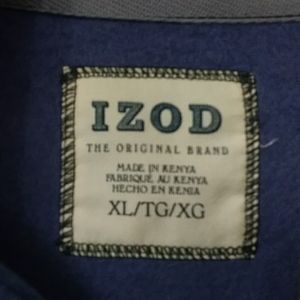 IZOD
THE ORIGINAL BRAND
MADE IN KENYA
FABRIQUÉ AU KENYA
HECHO EN KENIA
XL/TG/XG